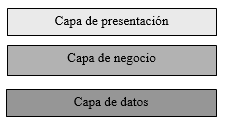 Capa de presentación
Capa de negocio
Capa de datos